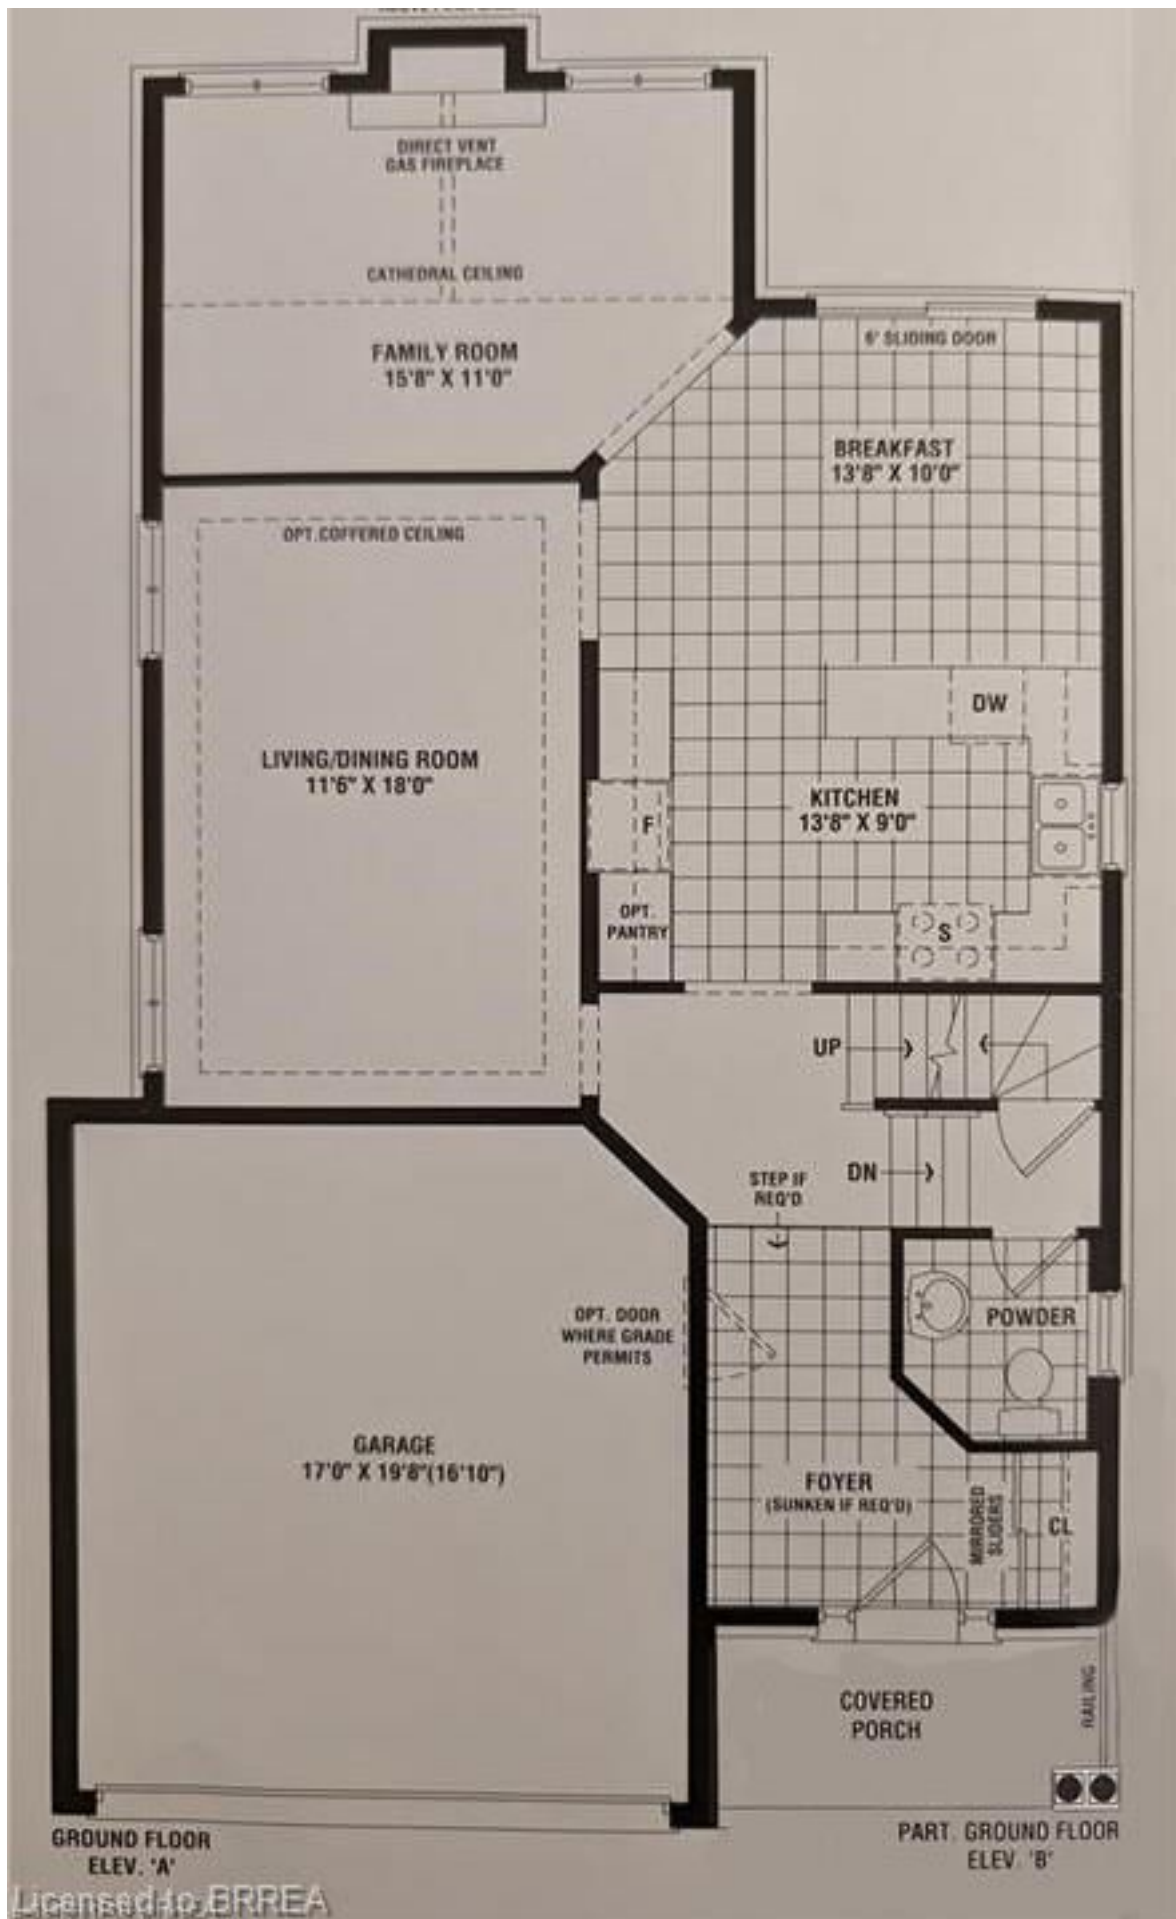 DIRECT VENT
GAS FIREPLACE
CATHEDRAL CEILING
FAMILY ROOM
15'8" X 11'0"
6' SLIDING DOOR
BREAKFAST
13'8" X 10'0"
OPT. COFFERED CEILING
DW
LIVING/DINING ROOM
11'6" X 18'0"
KITCHEN
13'8" X 9'0"
F
OPT.
PANTRY
S
UP
DN
STEP IF
REQ'D
OPT. DOOR
WHERE GRADE
PERMITS
POWDER
GARAGE
17'0" X 19'8"(16'10")
FOYER
(SUNKEN IF REQ'D)
MIRRORED
SLIDERS
CL
COVERED
PORCH
RAILING
GROUND FLOOR
ELEV. 'A'
PART. GROUND FLOOR
ELEV. 'B'
Licensed to BRREA